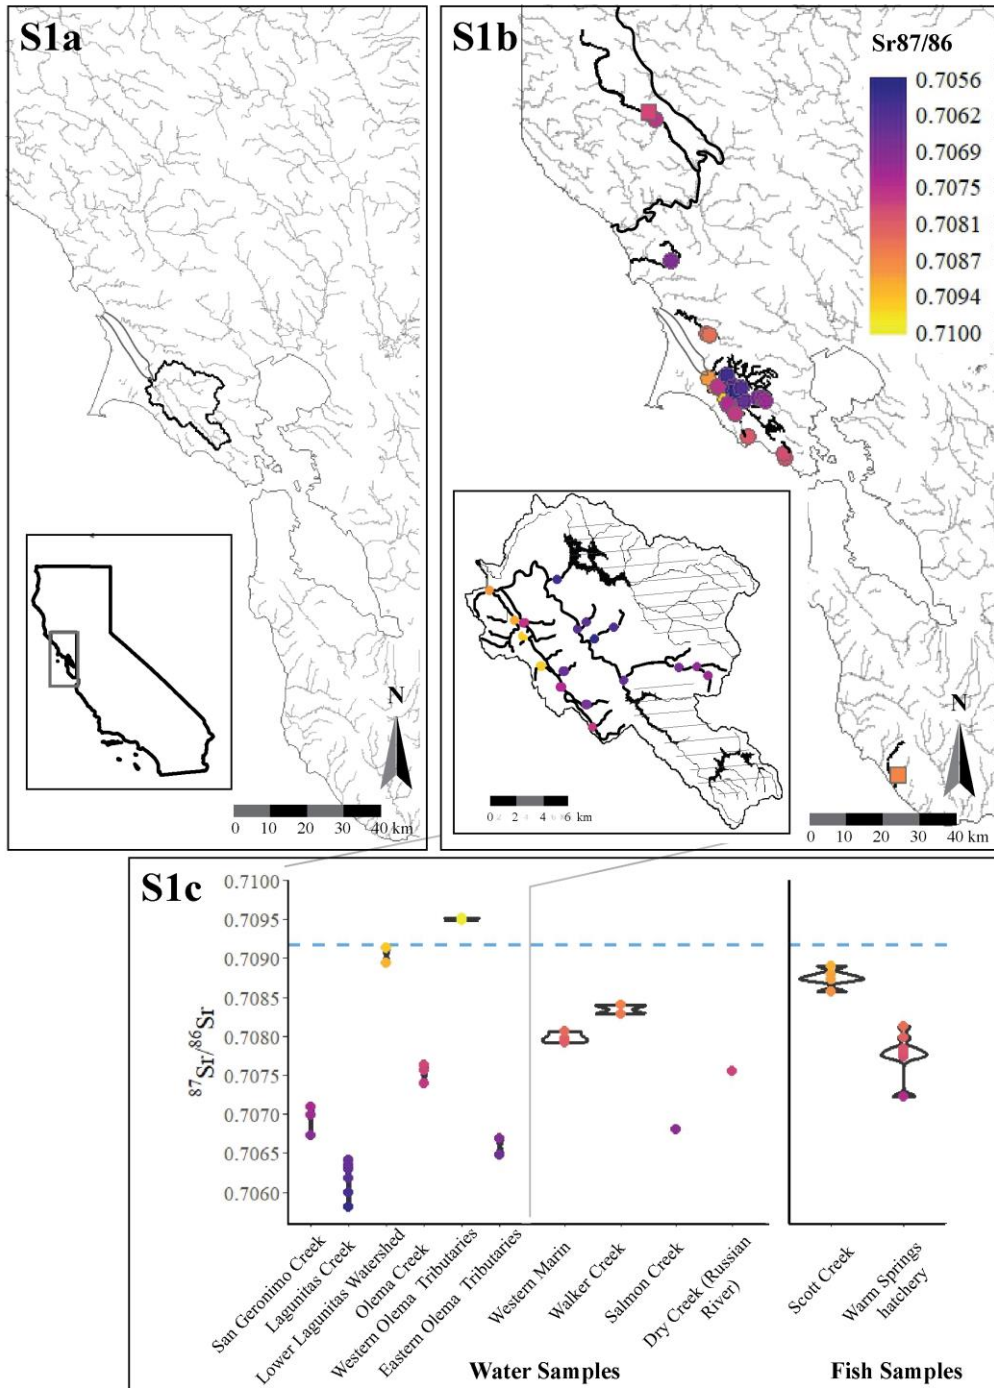 S1a
N
0 10 20 30 40 km
S1b
Sr87/86
0.7056
0.7062
0.7069
0.7075
0.7081
0.7087
0.7094
0.7100
0 2 4 6 km
N
0 10 20 30 40 km
S1c
0.7100
0.7095
0.7090
0.7085
0.7080
0.7075
0.7070
0.7065
0.7060
87Sr/86Sr
San Geronimo Creek
Lagunitas Creek
Lower Lagunitas Watershed
Olema Creek
Western Olema Tributaries
Eastern Olema Tributaries
Western Marin
Walker Creek
Salmon Creek
Dry Creek (Russian
River)
Scott Creek
Warm Springs
hatchery
Water Samples
Fish Samples